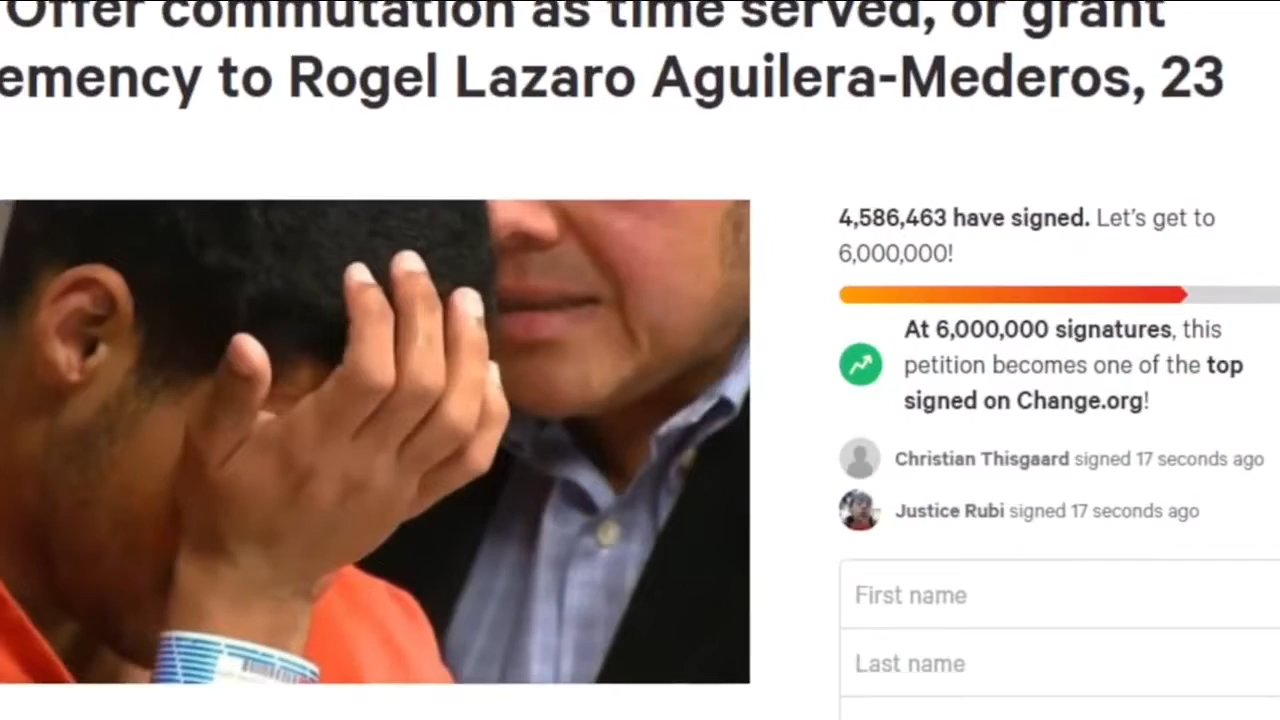 Offer commutation as time served, or grant
emency to Rogel Lazaro Aguilera-Mederos, 23
4,586,463 have signed. Let's get to
6,000,000!
At 6,000,000 signatures, this
petition becomes one of the top
signed on Change.org!
Christian Thisgaard signed 17 seconds ago
Justice Rubi signed 17 seconds ago
First name
Last name